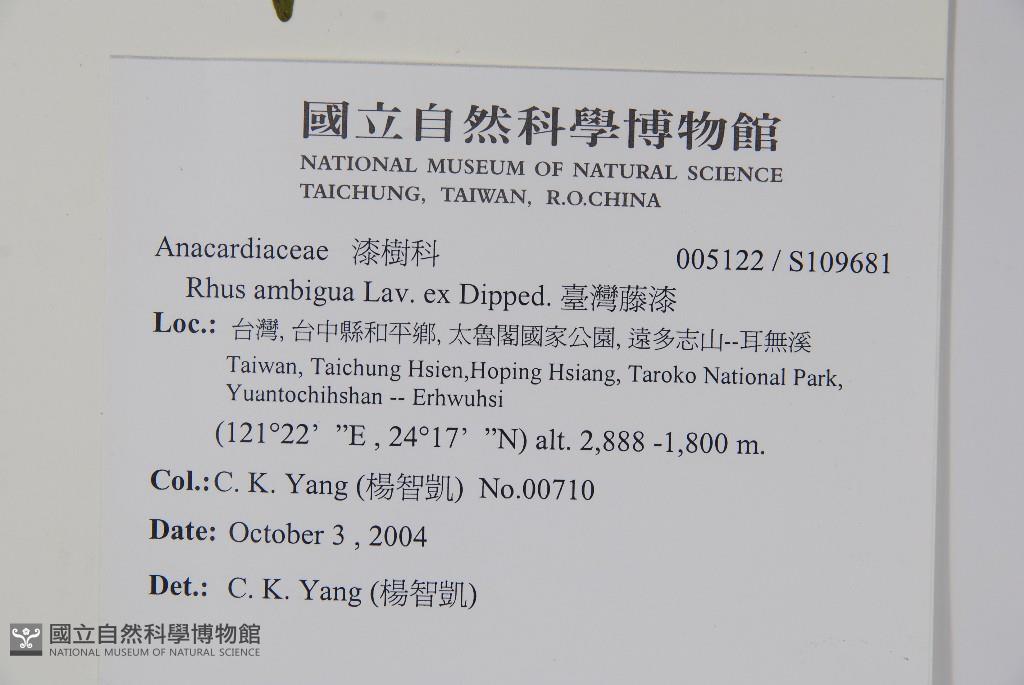 國立自然科學博物館
NATIONAL MUSEUM OF NATURAL SCIENCE
TAICHUNG, TAIWAN, R.O.CHINA
Anacardiaceae 漆樹科 005122 / S109681
Rhus ambigua Lav. ex Dipped. 臺灣藤漆
Loc.: 台灣, 台中縣和平鄉, 太魯閣國家公園, 遠多志山--耳無溪
Taiwan, Taichung Hsien,Hoping Hsiang, Taroko National Park,
Yuantochihshan -- Erhwuhsi
(121°22’ ”E , 24°17’ ”N) alt. 2,888 -1,800 m.
Col.: C. K. Yang (楊智凱) No.00710
Date: October 3 , 2004
Det.: C. K. Yang (楊智凱)
國立自然科學博物館
NATIONAL MUSEUM OF NATURAL SCIENCE